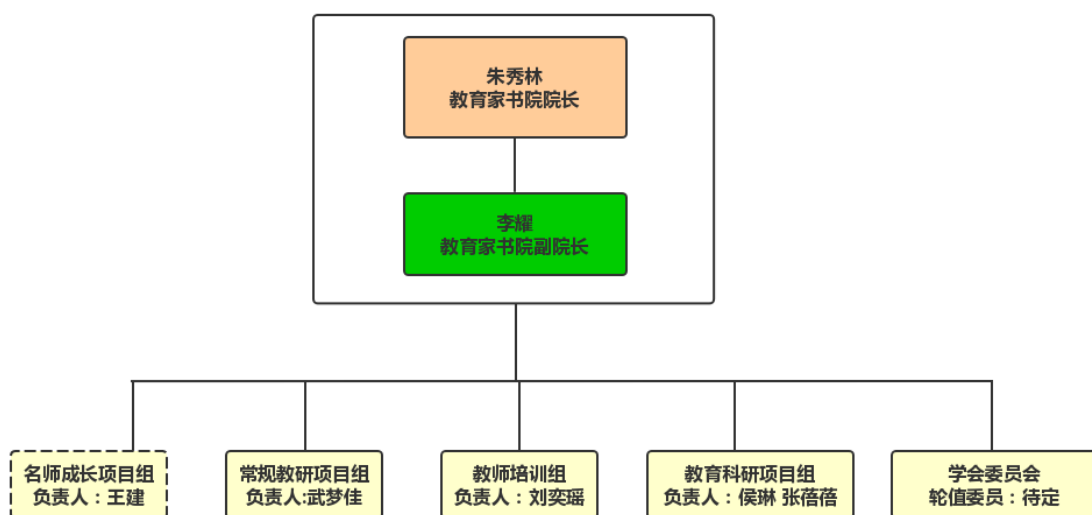 朱秀林
教育家书院院长
李耀
教育家书院副院长
名师成长项目组
负责人：王建
常规教研项目组
负责人:武梦佳
教师培训组
负责人：刘奕瑶
教育科研项目组
负责人：侯琳 张蓓蓓
学会委员会
轮值委员：待定